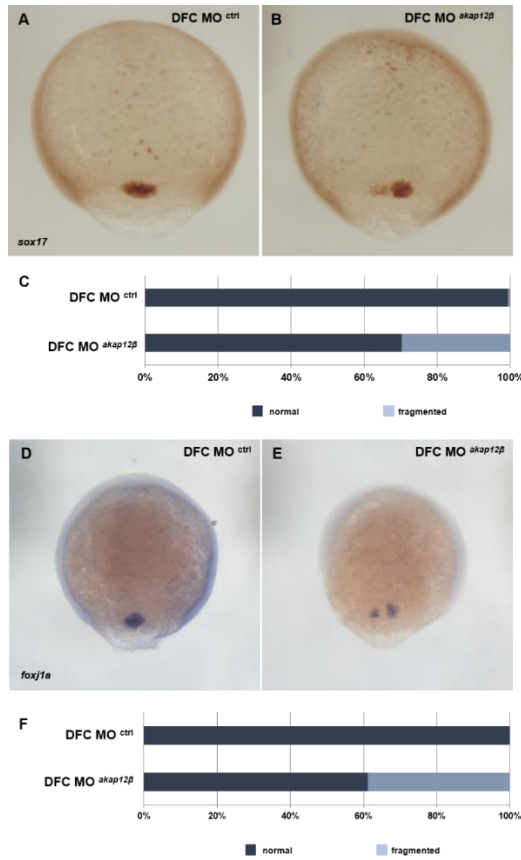 A DFC MO ctrl
B DFC MO akap12β
sox17
C
DFC MO ctrl
DFC MO akap12β
0% 20% 40% 60% 80% 100%
normal fragmented
D DFC MO ctrl
E DFC MO akap12β
foxj1a
F
DFC MO ctrl
DFC MO akap12β
0% 20% 40% 60% 80% 100%
normal fragmented